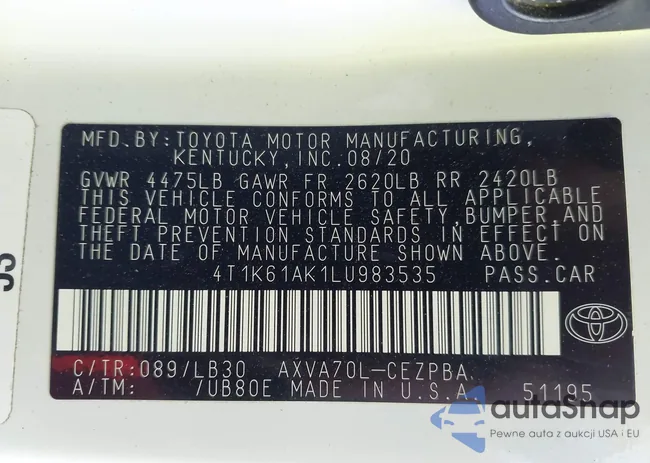 MFD.BY:TOYOTA MOTOR MANUFACTURING,
KENTUCKY,INC.08/20
GVWR 4475LB GAWR FR 2620LB RR 2420LB
THIS VEHICLE CONFORMS TO ALL APPLICABLE
FEDERAL MOTOR VEHICLE SAFETY,BUMPER,AND
THEFT PREVENTION STANDARDS IN EFFECT ON
THE DATE OF MANUFACTURE SHOWN ABOVE.
4T1K61AK1LU983535 PASS.CAR
C/TR:089/LB30 AXVA70L-CEZPBA
A/TM: /UB80E MADE IN U.S.A. 51195
autoSnap
Pewne auta z aukcji USA i EU